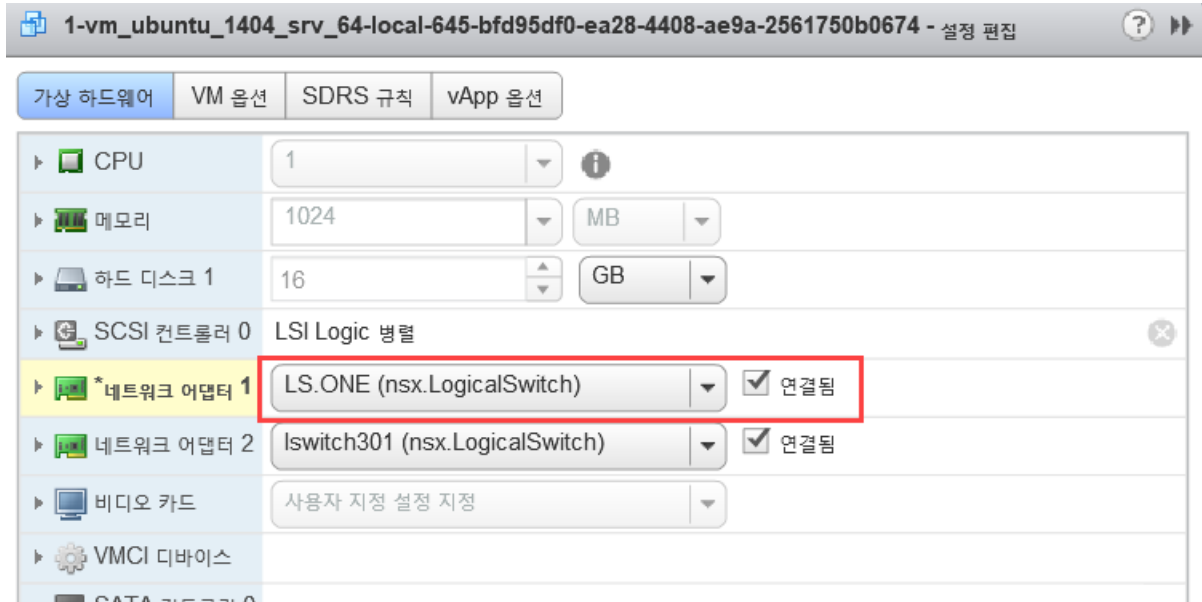 1-vm_ubuntu_1404_srv_64-local-645-bfd95df0-ea28-4408-ae9a-2561750b0674 - 설정 편집
가상 하드웨어 VM 옵션 SDRS 규칙 vApp 옵션
CPU 1
메모리 1024 MB
하드 디스크 1 16 GB
SCSI 컨트롤러 0 LSI Logic 병렬
*네트워크 어댑터 1 LS.ONE (nsx.LogicalSwitch) 연결됨
네트워크 어댑터 2 lswitch301 (nsx.LogicalSwitch) 연결됨
비디오 카드 사용자 지정 설정 지정
VMCI 디바이스